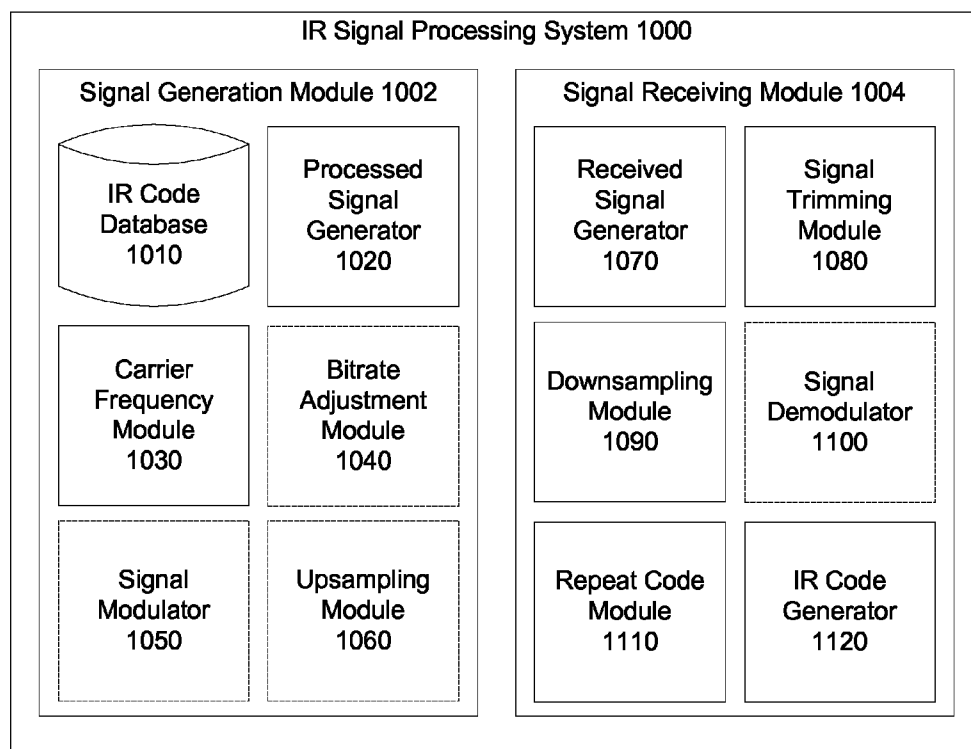 IR Signal Processing System 1000
Signal Generation Module 1002
IR Code
Database
1010
Processed
Signal
Generator
1020
Carrier
Frequency
Module
1030
Bitrate
Adjustment
Module
1040
Signal
Modulator
1050
Upsampling
Module
1060
Signal Receiving Module 1004
Received
Signal
Generator
1070
Signal
Trimming
Module
1080
Downsampling
Module
1090
Signal
Demodulator
1100
Repeat Code
Module
1110
IR Code
Generator
1120